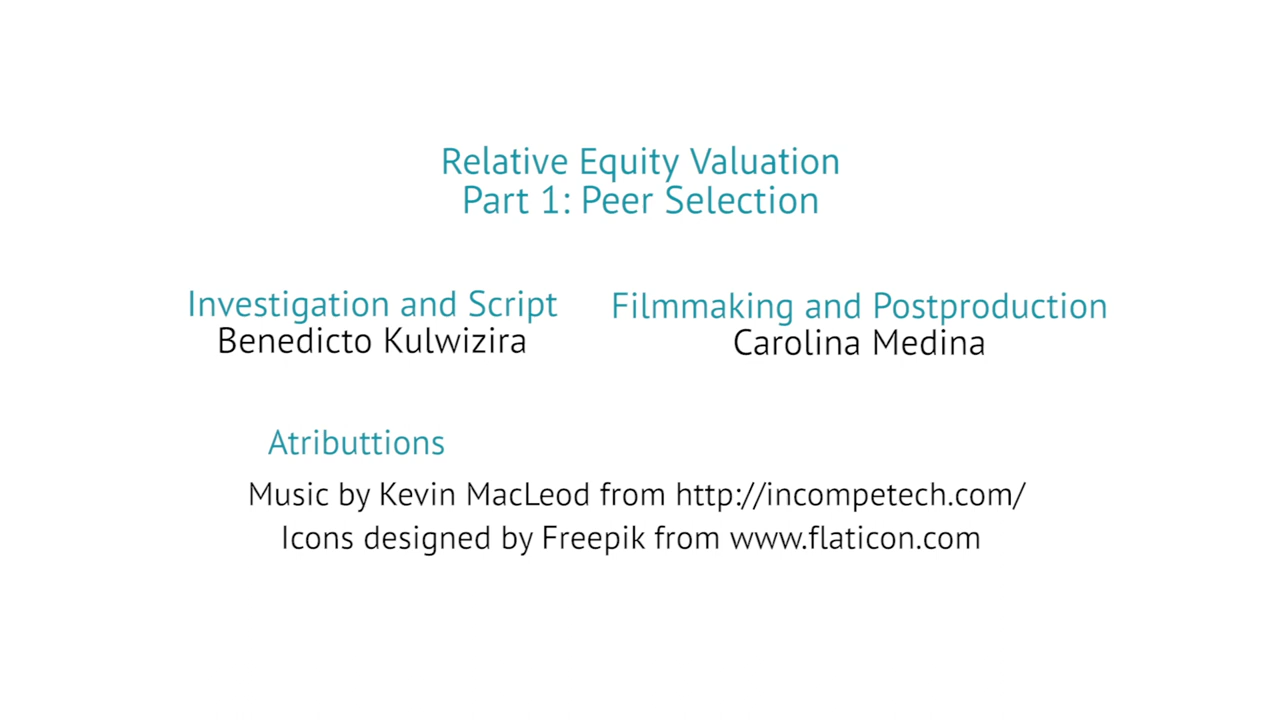 Relative Equity Valuation
Part 1: Peer Selection
Investigation and Script
Benedicto Kulwizira
Filmmaking and Postproduction
Carolina Medina
Atributtions
Music by Kevin MacLeod from http://incompetech.com/
Icons designed by Freepik from www.flaticon.com